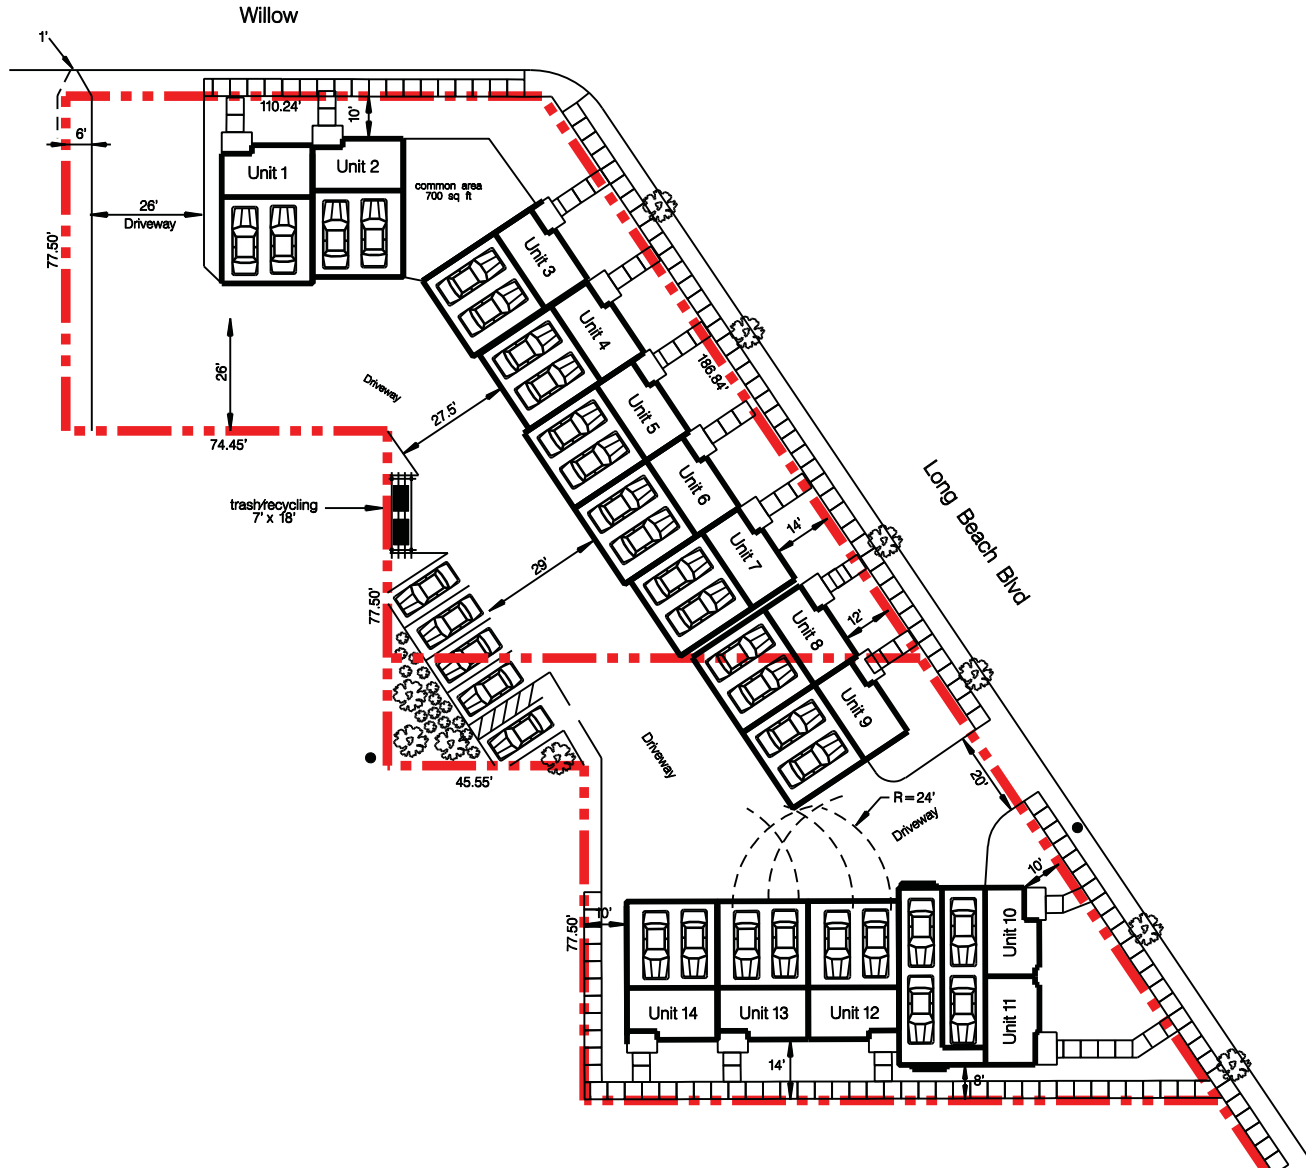 Willow
1'
110.24'
10'
6'
Unit 1
Unit 2
common area
700 sq ft
26'
Driveway
77.50'
Unit 3
26'
Unit 4
186.84'
Driveway
27.5'
74.45'
Unit 5
Long Beach Blvd
trash/recycling
7' x 18'
Unit 6
14'
29'
Unit 7
77.50'
12'
Unit 8
Unit 9
Driveway
45.55'
20'
R=24'
Driveway
10'
77.50'
10'
Unit 10
Unit 14
Unit 13
Unit 12
Unit 11
14'
8'